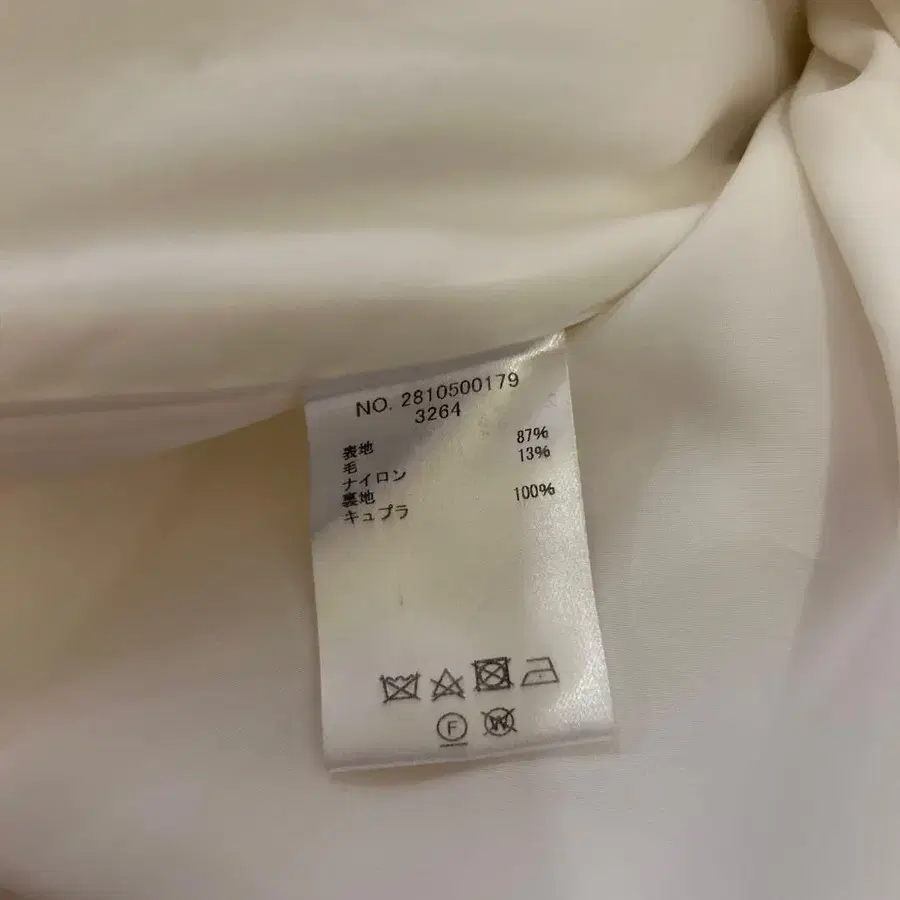 NO. 2810500179
3264
表地
毛 87%
ナイロン 13%
裏地
キュプラ 100%
F
W